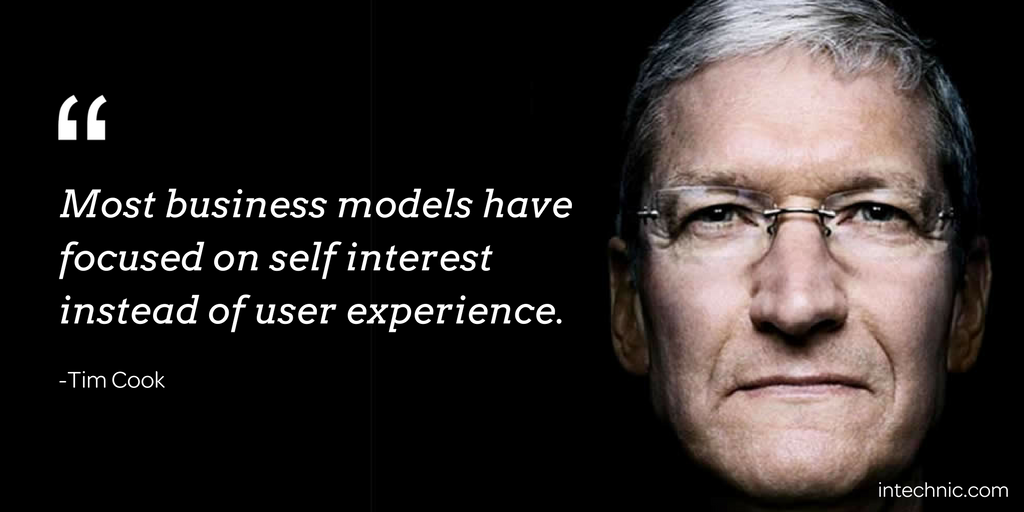 “
Most business models have
focused on self interest
instead of user experience.
-Tim Cook
intechnic.com